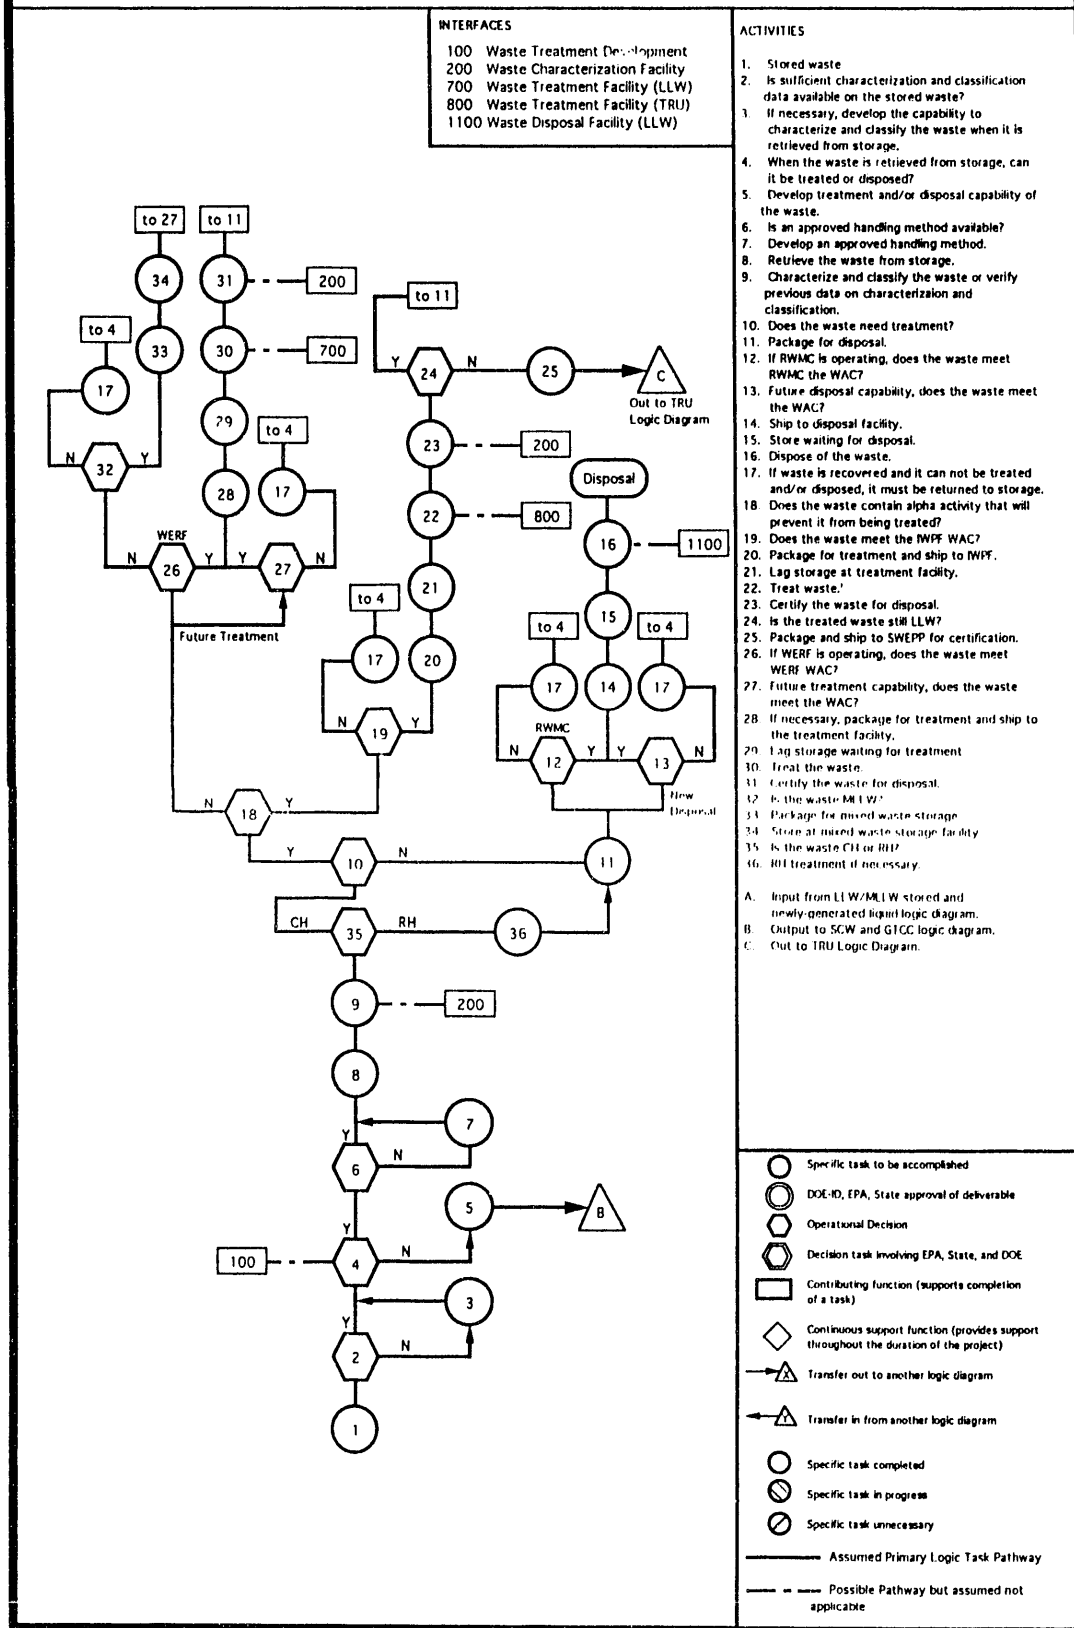 INTERFACES
100 Waste Treatment Development
200 Waste Characterization Facility
700 Waste Treatment Facility (LLW)
800 Waste Treatment Facility (TRU)
1100 Waste Disposal Facility (LLW)
ACTIVITIES
1. Stored waste
2. Is sufficient characterization and classification
data available on the stored waste?
3 If necessary, develop the capability to
characterize and classify the waste when it is
retrieved from storage.
4. When the waste is retrieved from storage, can
it be treated or disposed?
5. Develop treatment and/or disposal capability of
the waste.
6. Is an approved handling method available?
7. Develop an approved handling method.
8. Retrieve the waste from storage.
9. Characterize and classify the waste or verify
previous data on characterizaion and
classification.
10. Does the waste need treatment?
11. Package for disposal.
12. If RWMC is operating, does the waste meet
RWMC the WAC?
13. Future disposal capability, does the waste meet
the WAC?
14. Ship to disposal facility.
15. Store waiting for disposal.
16. Dispose of the waste.
17. If waste is recovered and it can not be treated
and/or disposed, it must be returned to storage.
18. Does the waste contain alpha activity that will
prevent it from being treated?
19. Does the waste meet the IWPF WAC?
20. Package for treatment and ship to IWPF.
21. Lag storage at treatment facility.
22. Treat waste.'
23. Certify the waste for disposal.
24. Is the treated waste still LLW?
25. Package and ship to SWEPP for certification.
26. If WERF is operating, does the waste meet
WERF WAC?
27. Future treatment capability, does the waste
meet the WAC?
28 If necessary, package for treatment and ship to
the treatment facility.
29. Lag storage waiting for treatment
30. Treat the waste.
31 Certify the waste for disposal.
32 Is the waste MLLW?
33 Package for mixed waste storage
34 Store at mixed waste storage facility
35 Is the waste CH or RH?
36. RH treatment if necessary.
A. Input from LLW/MLLW stored and
newly-generated liquid logic diagram.
B. Output to SCW and GTCC logic diagram.
C. Out to TRU Logic Diagram.
to 27
to 11
34
31
200
to 4
33
30
700
17
29
to 4
N
32
Y
28
17
WERF
N
26
Y
Y
27
N
Future Treatment
to 11
Y
24
N
25
C
Out to TRU
Logic Diagram
23
200
22
800
21
to 4
17
20
N
19
Y
Disposal
16
1100
15
to 4
to 4
17
14
17
RWMC
N
12
Y
Y
13
N
New
Disposal
N
18
Y
Y
10
N
11
CH
35
RH
36
9
200
8
7
Y
6
N
5
B
Y
100
4
N
3
Y
2
N
1
Specific task to be accomplished
DOE-ID, EPA, State approval of deliverable
Operational Decision
Decision task involving EPA, State, and DOE
Contributing function (supports completion
of a task)
Continuous support function (provides support
throughout the duration of the project)
X Transfer out to another logic diagram
Y Transfer in from another logic diagram
Specific task completed
Specific task in progress
Specific task unnecessary
Assumed Primary Logic Task Pathway
Possible Pathway but assumed not
applicable